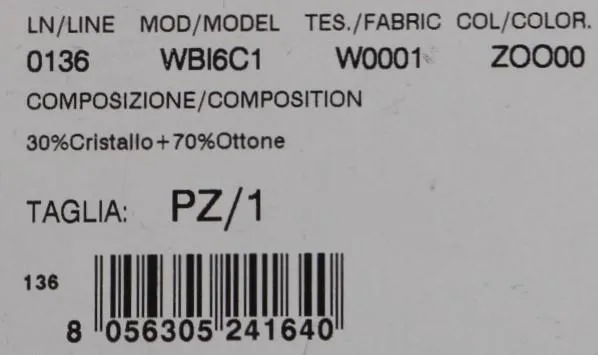 LN/LINE MOD/MODEL TES./FABRIC COL/COLOR.
0136 WBI6C1 W0001 ZOO00
COMPOSIZIONE/COMPOSITION
30%Cristallo+70%Ottone
TAGLIA: PZ/1
136
8 056305 241640